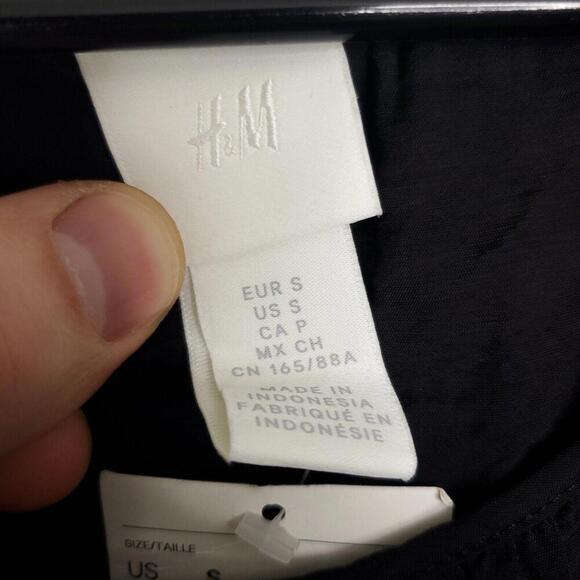 H&M
EUR S
US S
CA P
MX CH
CN 165/88A
MADE IN
INDONESIA
FABRIQUÉ EN
INDONÉSIE
SIZE/TAILLE
US S